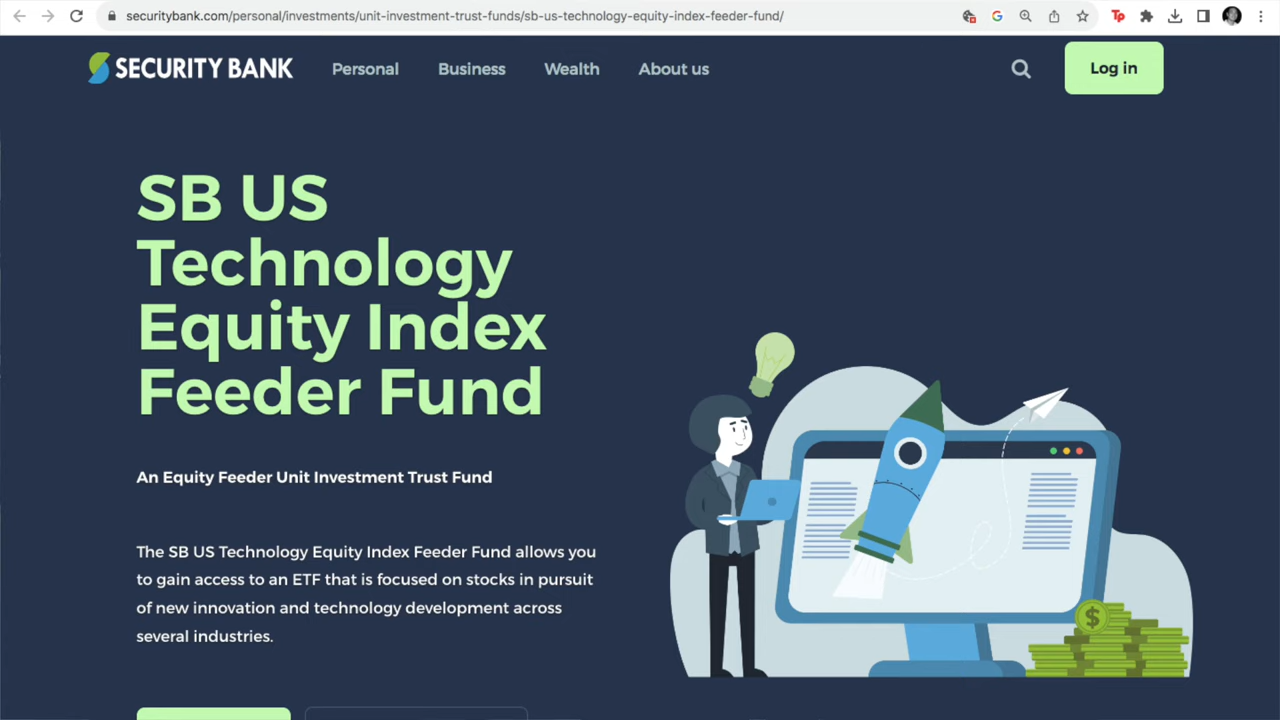 securitybank.com/personal/investments/unit-investment-trust-funds/sb-us-technology-equity-index-feeder-fund/
SECURITY BANK Personal Business Wealth About us Log in
SB US
Technology
Equity Index
Feeder Fund
An Equity Feeder Unit Investment Trust Fund
The SB US Technology Equity Index Feeder Fund allows you
to gain access to an ETF that is focused on stocks in pursuit
of new innovation and technology development across
several industries.
$